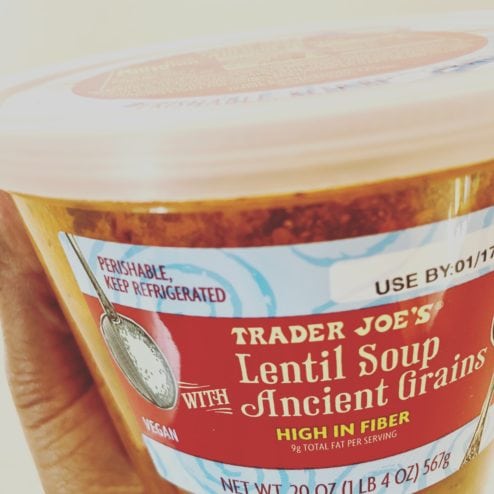 PERISHABLE,
KEEP REFRIGERATED
USE BY:01/17
TRADER JOE'S®
Lentil Soup
WITH Ancient Grains
VEGAN
HIGH IN FIBER
9g TOTAL FAT PER SERVING
NET WT. 20 OZ (1 LB 4 OZ) 567g